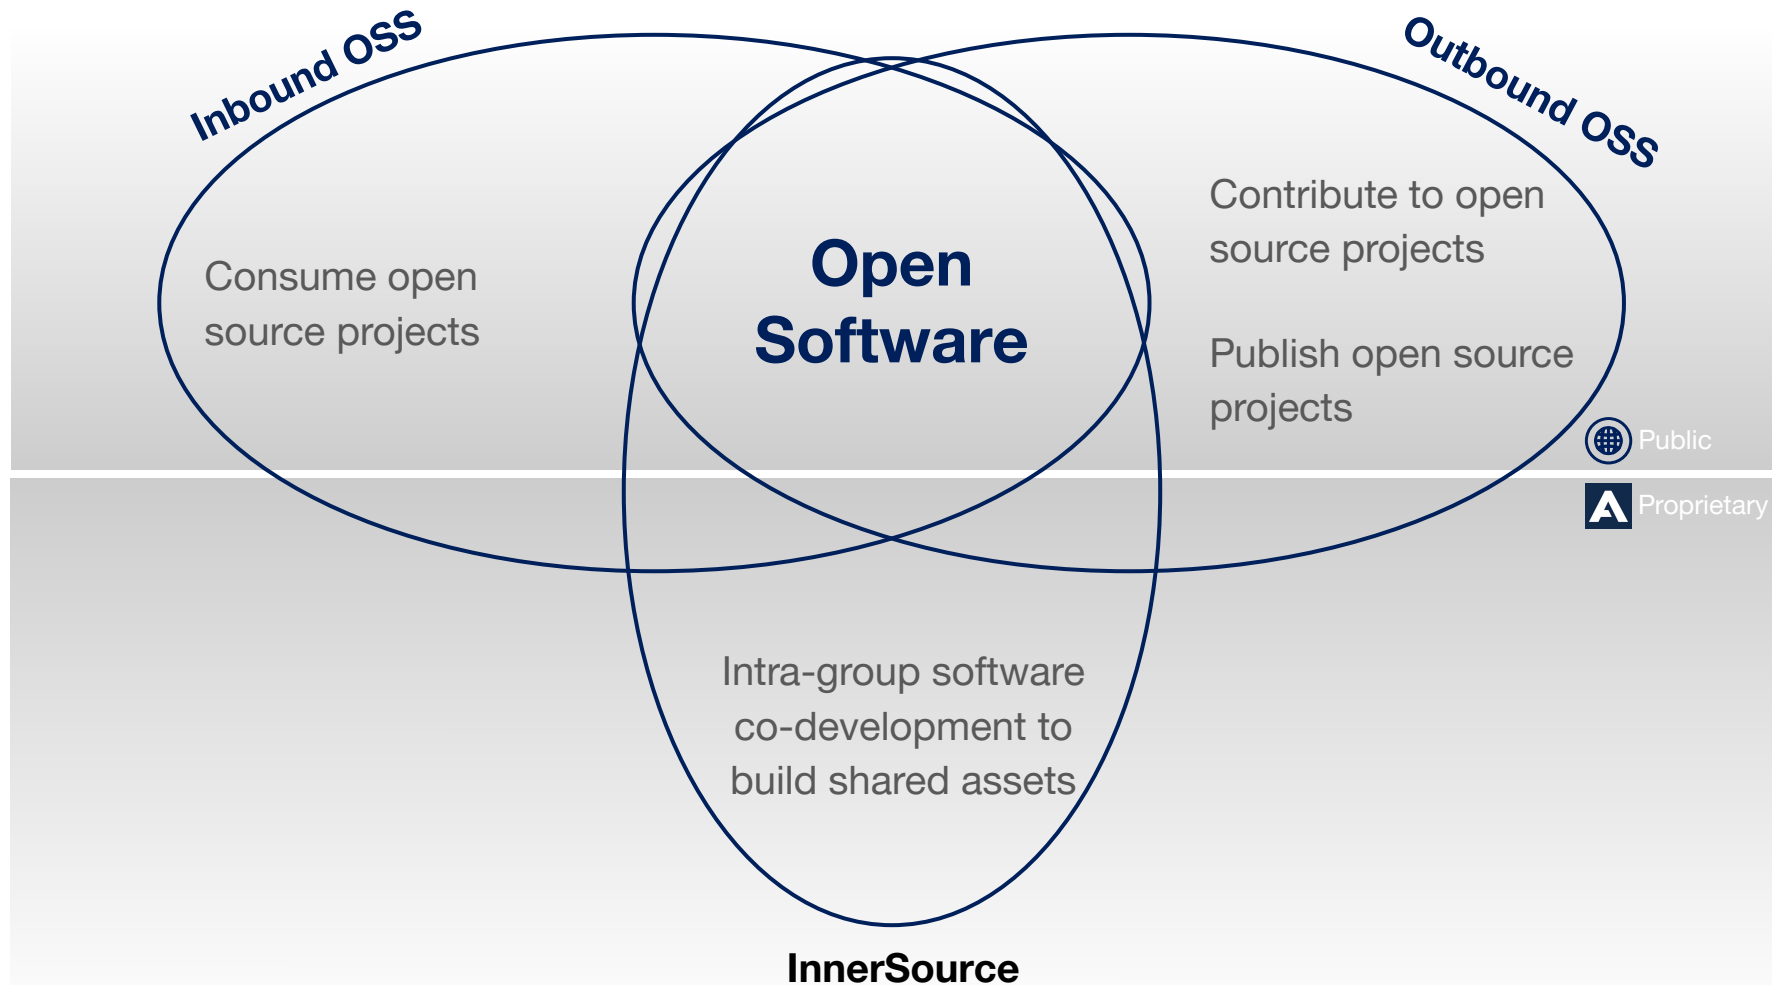 Inbound OSS
Outbound OSS
Consume open
source projects
Open
Software
Contribute to open
source projects
Publish open source
projects
Public
Proprietary
Intra-group software
co-development to
build shared assets
InnerSource